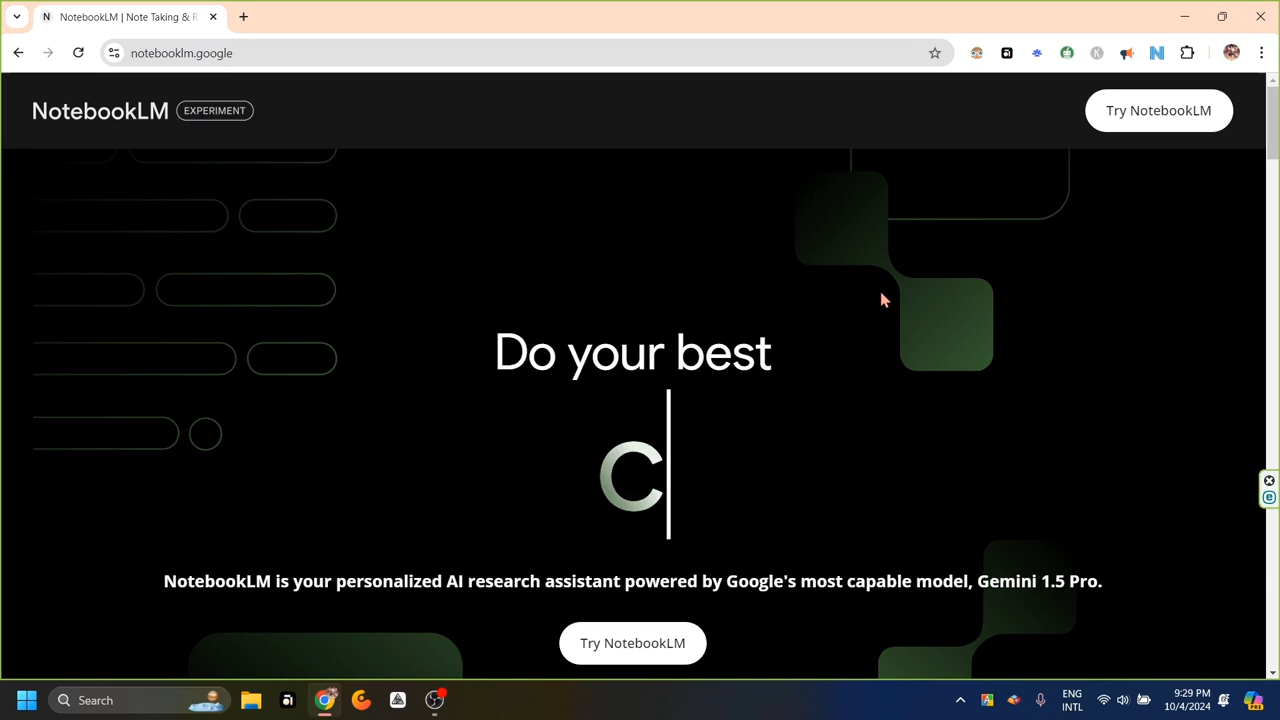 NotebookLM | Note Taking & R
notebooklm.google
NotebookLM EXPERIMENT
Try NotebookLM
Do your best
C
NotebookLM is your personalized AI research assistant powered by Google's most capable model, Gemini 1.5 Pro.
Try NotebookLM
Search
ENG
INTL
9:29 PM
10/4/2024